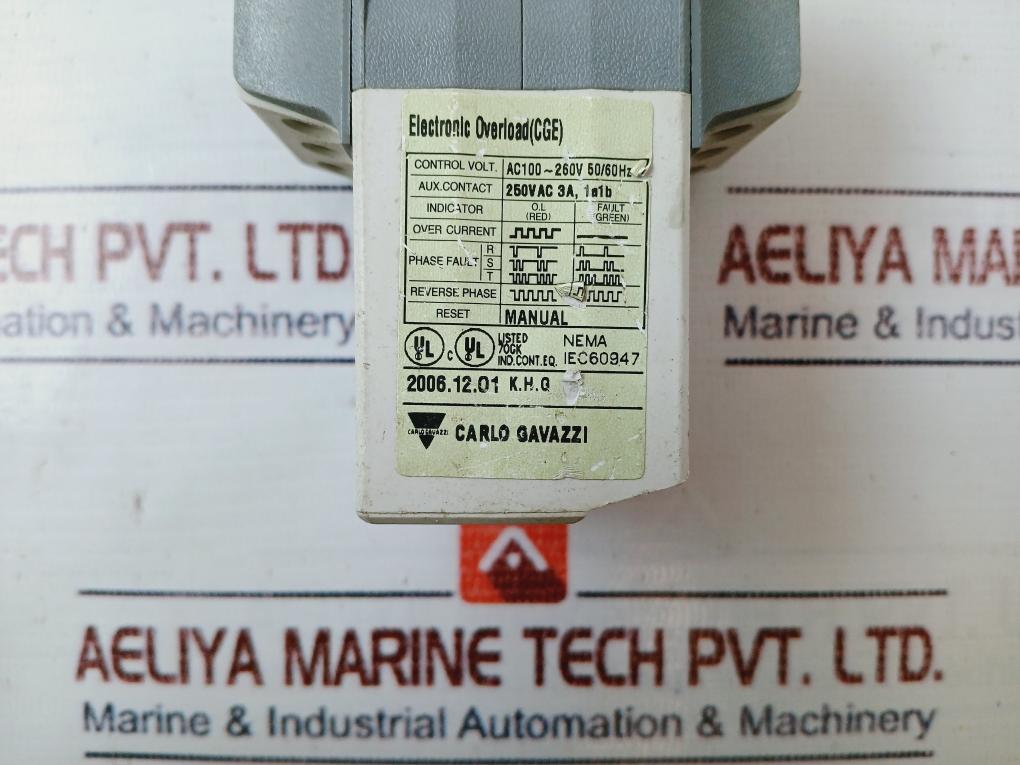 Electronic Overload(CGE)
CONTROL VOLT. AC100~260V 50/60Hz
AUX.CONTACT 250VAC 3A, 1a1b
INDICATOR O.L (RED) FAULT (GREEN)
OVER CURRENT
PHASE FAULT R S T
REVERSE PHASE
RESET MANUAL
UL c UL LISTED 70GK IND.CONT.EQ. NEMA IEC60947
2006.12.01 K.H.Q
CARLO GAVAZZI CARLO GAVAZZI
ECH PVT. LTD
ation & Machinery
AELIYA MA
Marine & Indust
AELIYA MARINE TECH PVT. LTD.
Marine & Industrial Automation & Machinery